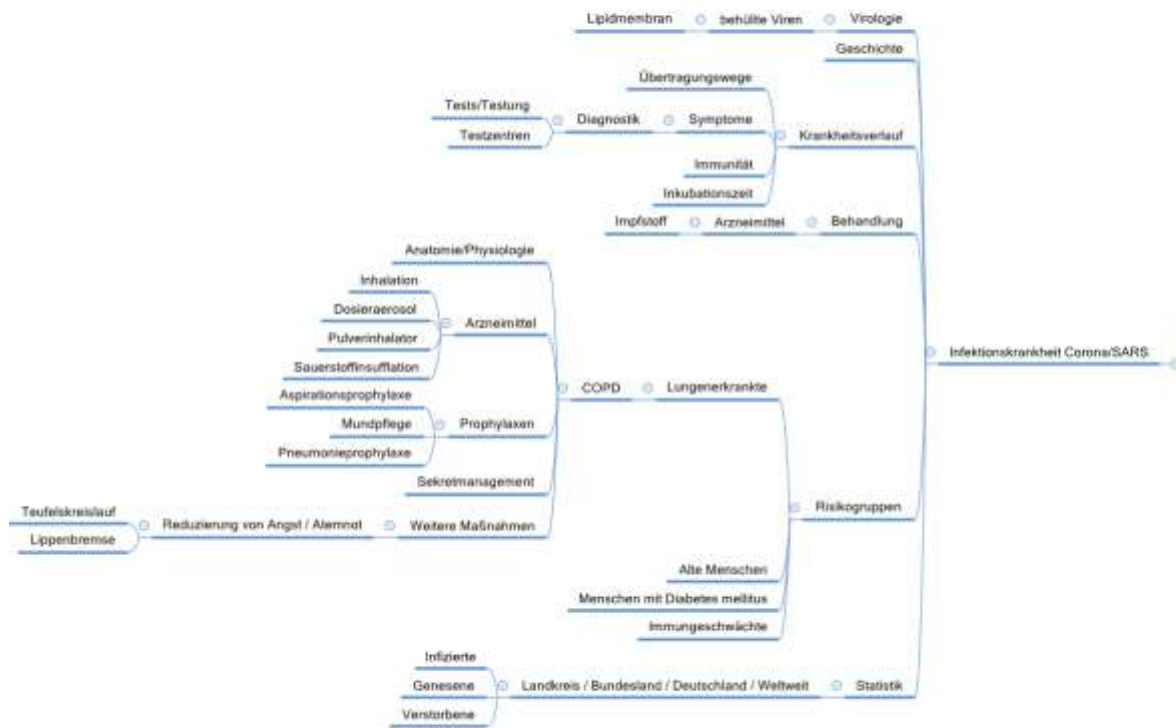 Lipidmembran behüllte Viren Virologie
Geschichte
Übertragungswege
Tests/Testung
Diagnostik Symptome
Testzentren
Krankheitsverlauf
Immunität
Inkubationszeit
Impfstoff Arzneimittel Behandlung
Anatomie/Physiologie
Inhalation
Dosieraerosol
Arzneimittel
Pulverinhalator
Infektionskrankheit Corona/SARS
Sauerstoffinsufflation
COPD Lungenerkrankte
Aspirationsprophylaxe
Mundpflege Prophylaxen
Pneumonieprophylaxe
Sekretmanagement
Risikogruppen
Teufelskreislauf
Reduzierung von Angst / Atemnot Weitere Maßnahmen
Lippenbremse
Alte Menschen
Menschen mit Diabetes mellitus
Immungeschwächte
Infizierte
Genesene Landkreis / Bundesland / Deutschland / Weltweit Statistik
Verstorbene